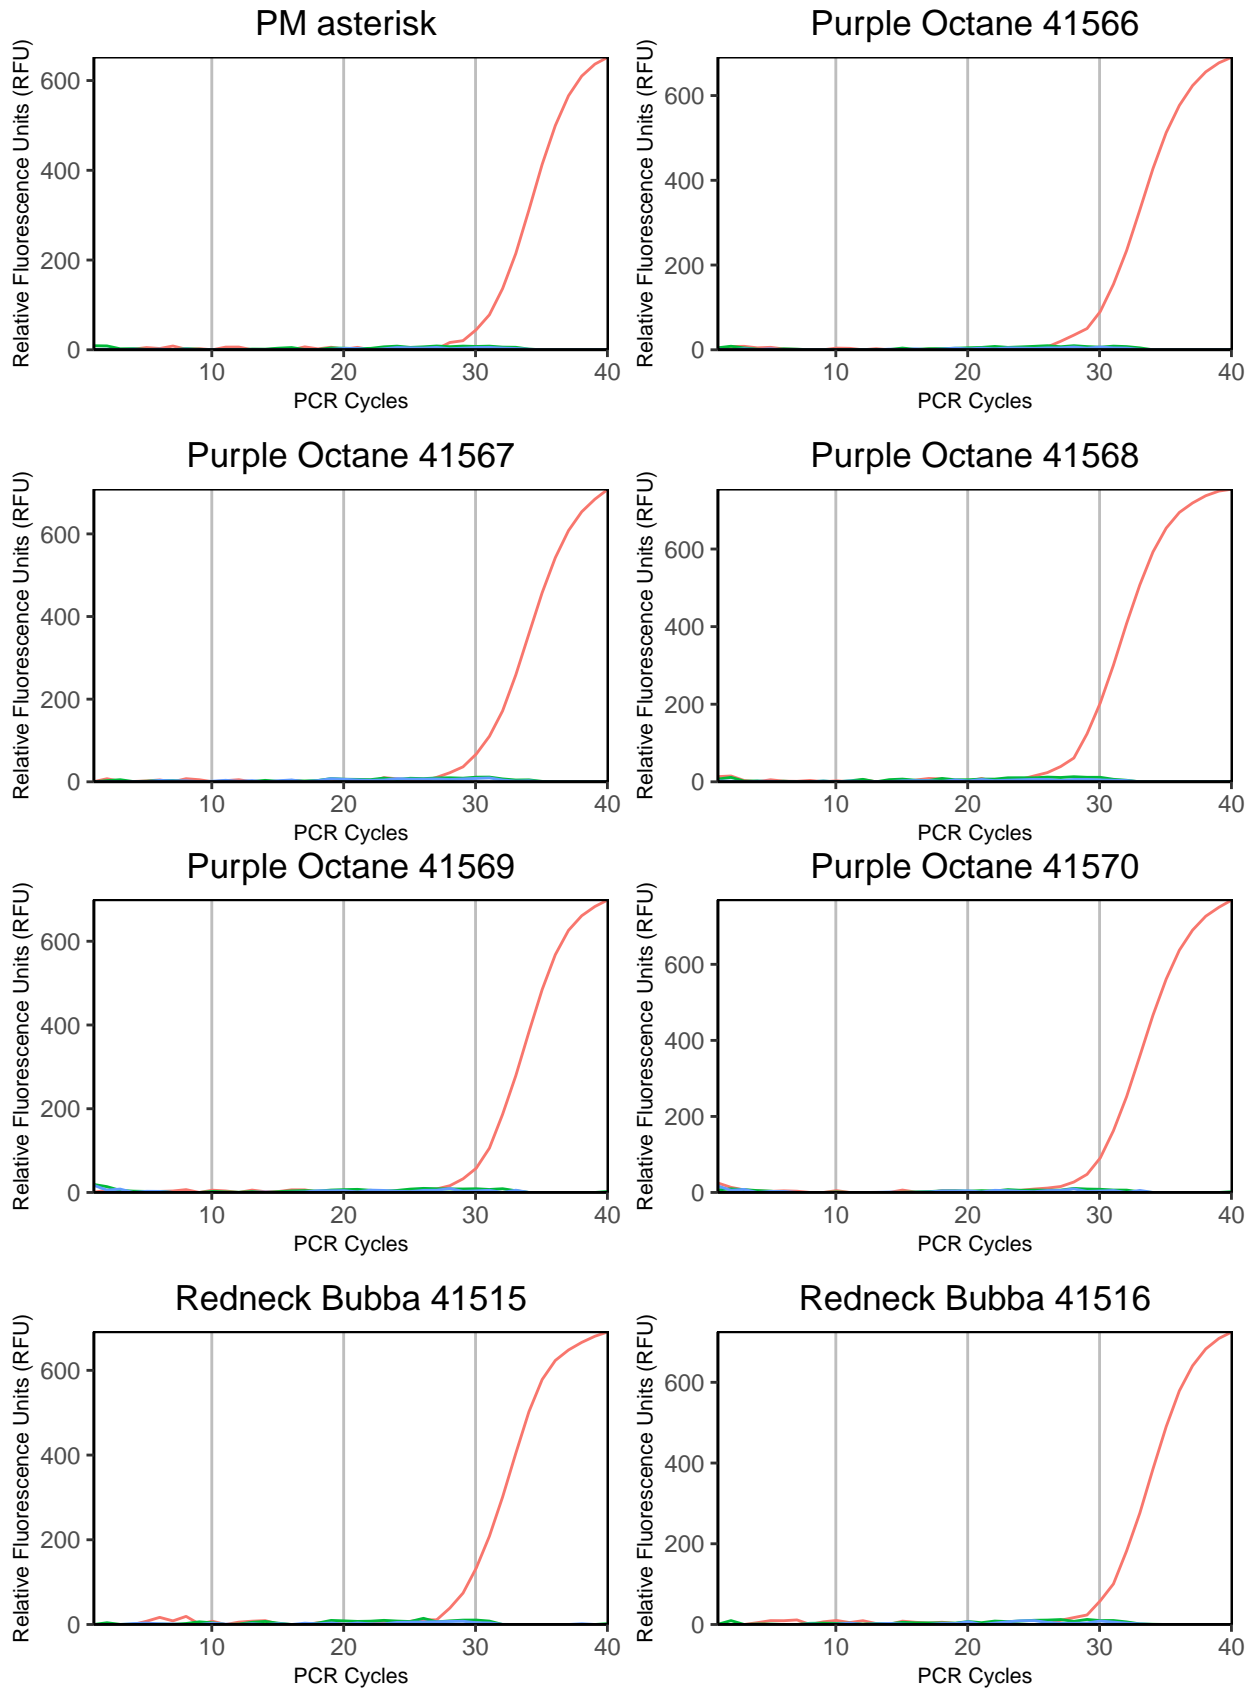 PM asterisk
Purple Octane 41566
Relative Fluorescence Units (RFU)
600
400
200
0
10
20
30
40
PCR Cycles
Relative Fluorescence Units (RFU)
600
400
200
0
10
20
30
40
PCR Cycles
Purple Octane 41567
Purple Octane 41568
Relative Fluorescence Units (RFU)
600
400
200
0
10
20
30
40
PCR Cycles
Relative Fluorescence Units (RFU)
600
400
200
0
10
20
30
40
PCR Cycles
Purple Octane 41569
Purple Octane 41570
Relative Fluorescence Units (RFU)
600
400
200
0
10
20
30
40
PCR Cycles
Relative Fluorescence Units (RFU)
600
400
200
0
10
20
30
40
PCR Cycles
Redneck Bubba 41515
Redneck Bubba 41516
Relative Fluorescence Units (RFU)
600
400
200
0
10
20
30
40
PCR Cycles
Relative Fluorescence Units (RFU)
600
400
200
0
10
20
30
40
PCR Cycles